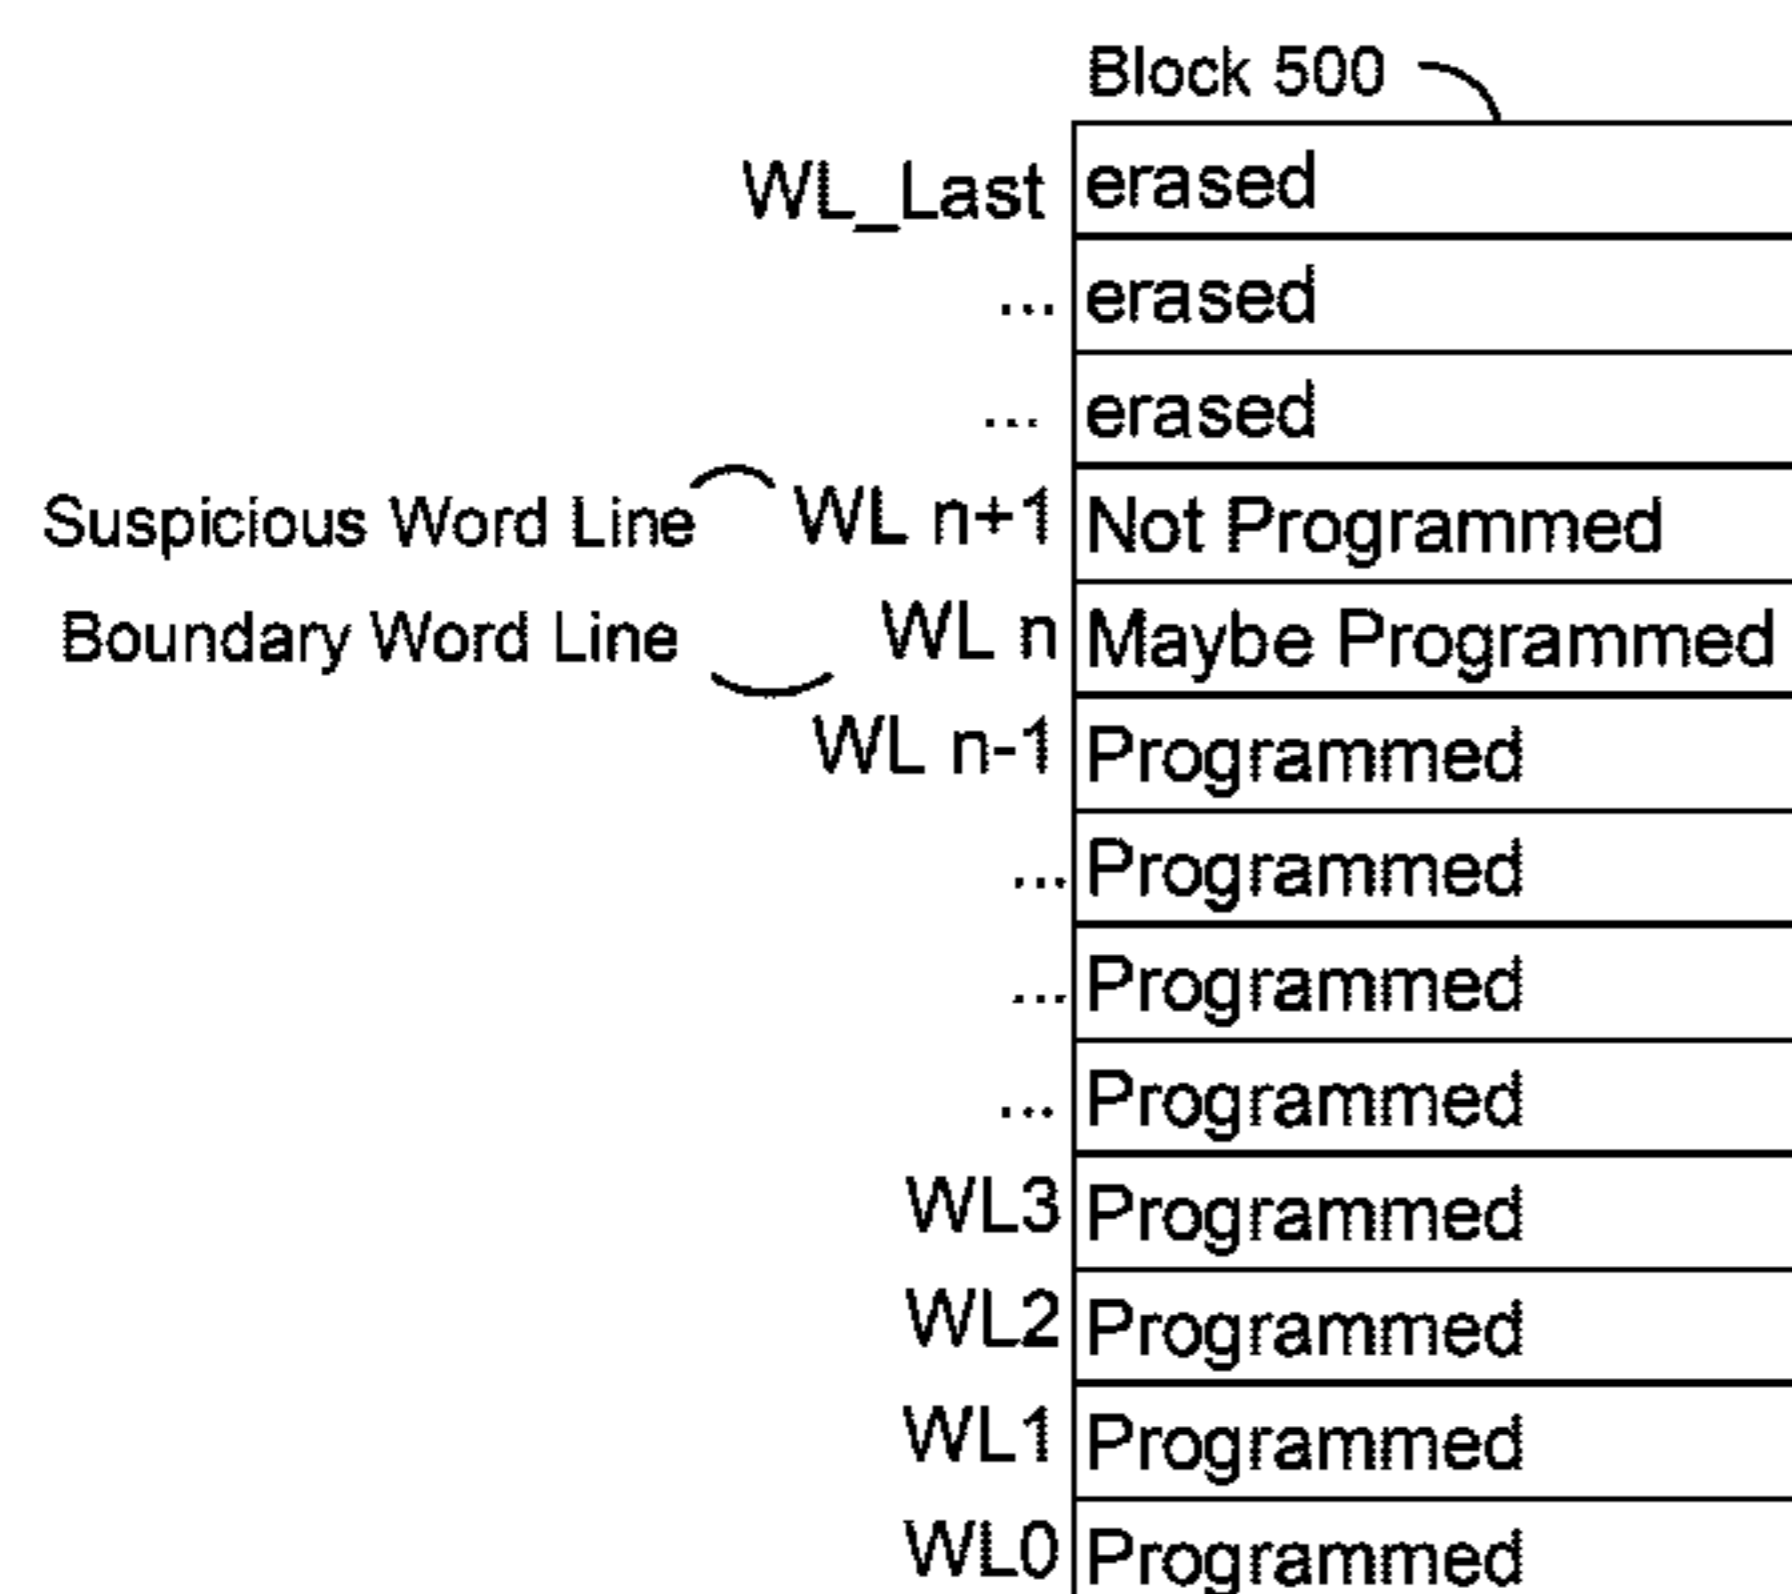 Block 500
WL_Last erased
... erased
... erased
Suspicious Word Line WL n+1 Not Programmed
Boundary Word Line WL n Maybe Programmed
WL n-1 Programmed
... Programmed
... Programmed
... Programmed
WL3 Programmed
WL2 Programmed
WL1 Programmed
WL0 Programmed